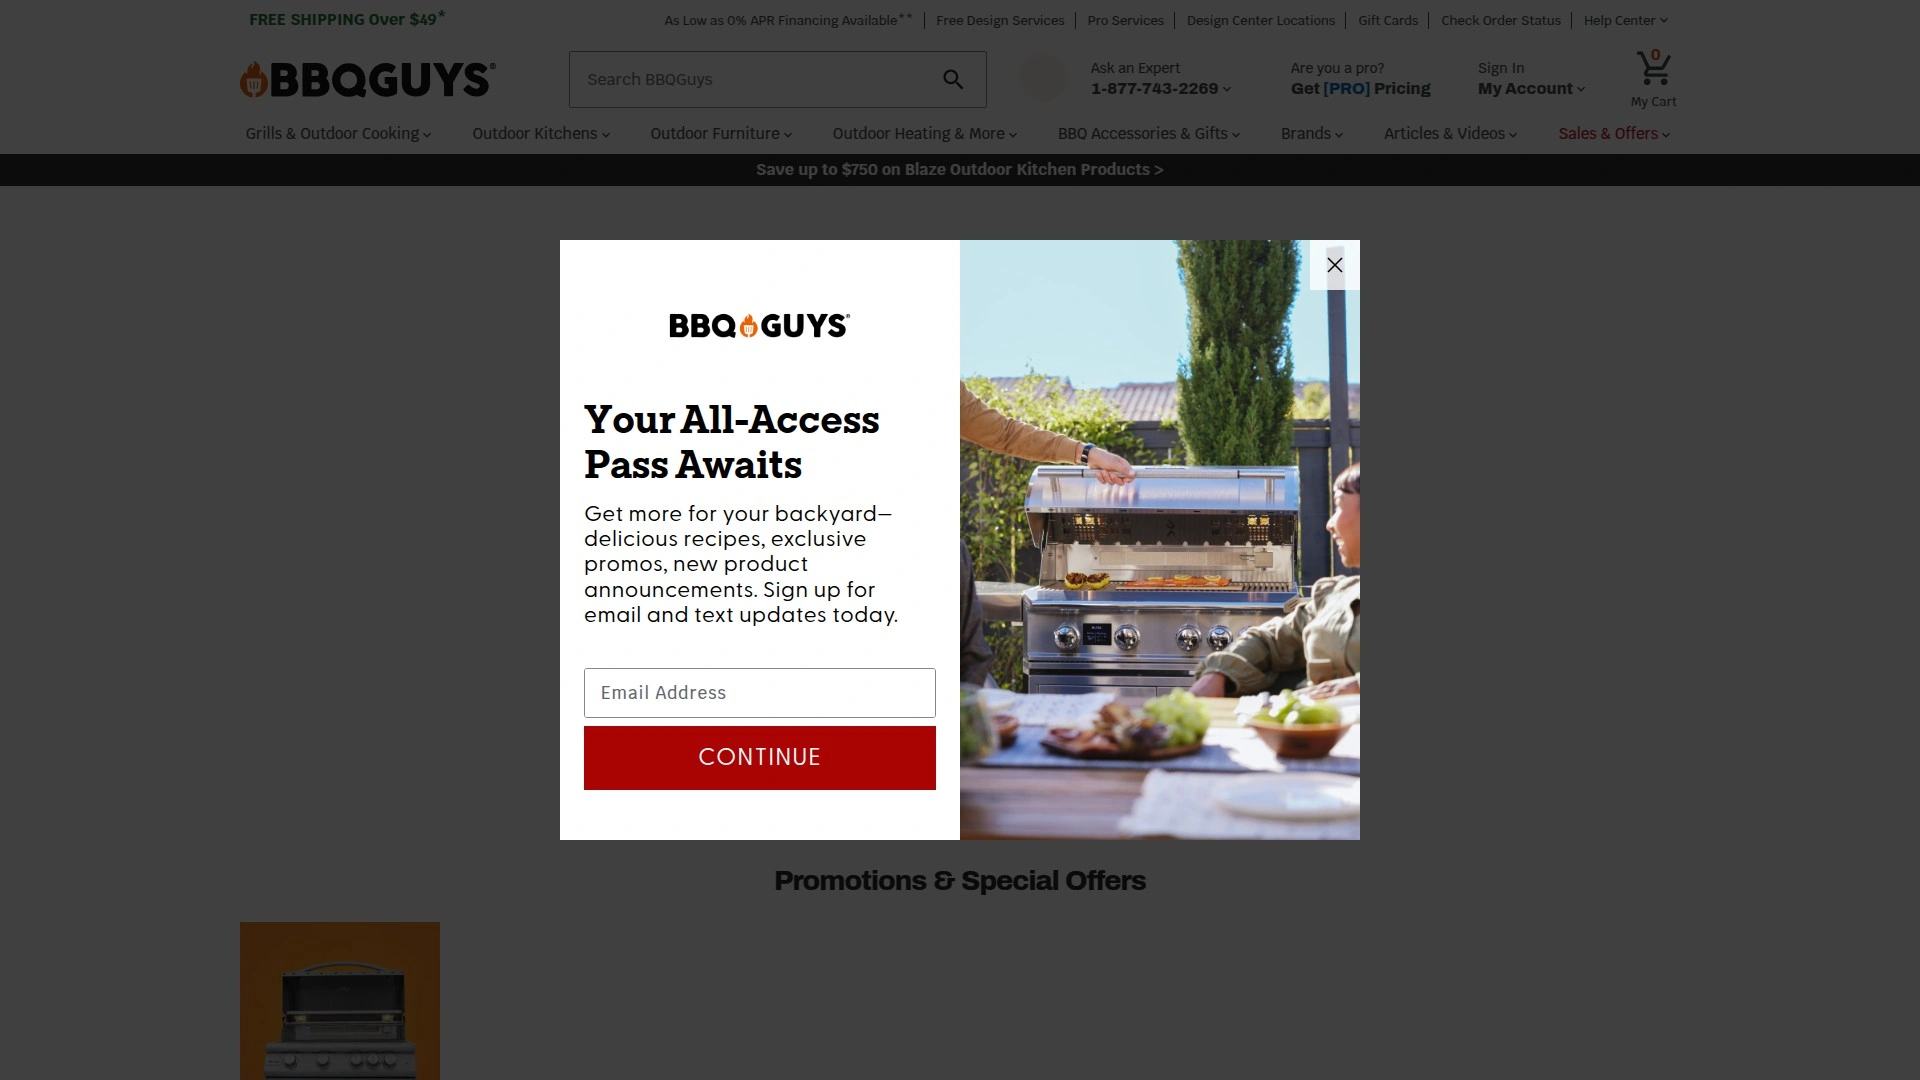 FREE SHIPPING Over $49*
As Low as 0% APR Financing Available** Free Design Services Pro Services Design Center Locations Gift Cards Check Order Status Help Center
BBQGUYS®
Search BBQGuys
Ask an Expert
1-877-743-2269
Are you a pro?
Get [PRO] Pricing
Sign In
My Account
0
My Cart
Grills & Outdoor Cooking Outdoor Kitchens Outdoor Furniture Outdoor Heating & More BBQ Accessories & Gifts Brands Articles & Videos Sales & Offers
Save up to $750 on Blaze Outdoor Kitchen Products >
BBQ GUYS®
Your All-Access
Pass Awaits
Get more for your backyard—
delicious recipes, exclusive
promos, new product
announcements. Sign up for
email and text updates today.
Email Address
CONTINUE
Promotions & Special Offers